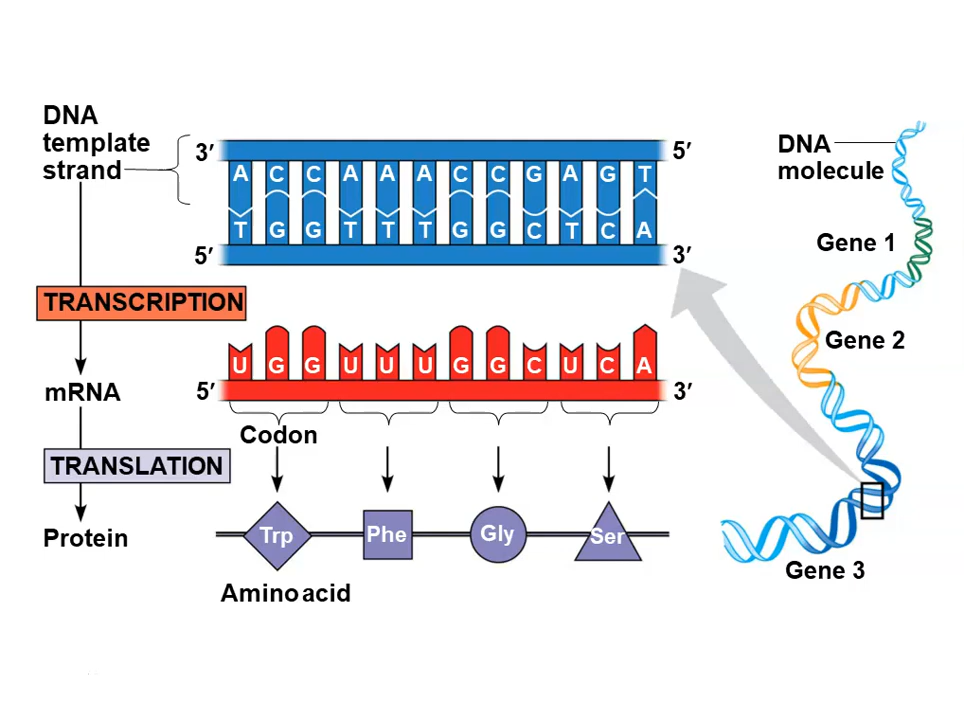 DNA
template
strand
3′
5′
A C C A A A C C G A G T
T G G T T T G G C T C A
5′
3′
DNA
molecule
Gene 1
TRANSCRIPTION
Gene 2
mRNA
5′
U G G U U U G G C U C A
3′
Codon
TRANSLATION
Protein
Trp
Phe
Gly
Ser
Amino acid
Gene 3